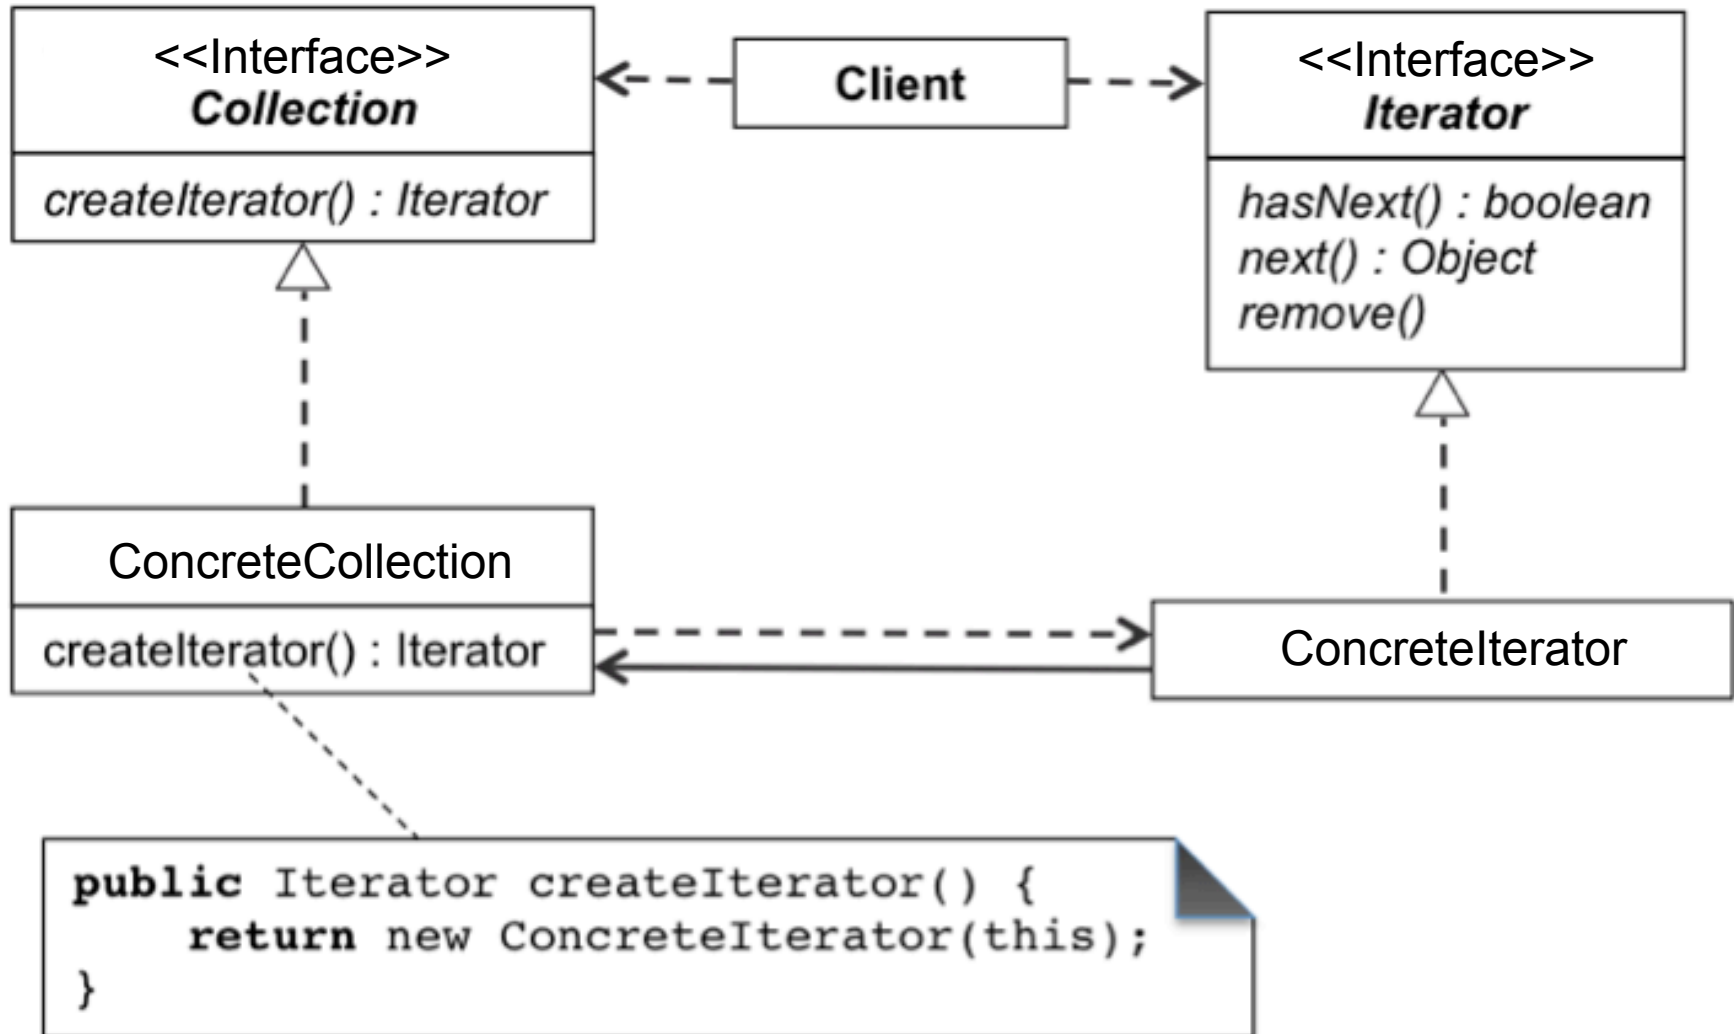 <<Interface>>
Collection
createIterator() : Iterator
Client
<<Interface>>
Iterator
hasNext() : boolean
next() : Object
remove()
ConcreteCollection
createIterator() : Iterator
ConcreteIterator
public Iterator createIterator() {
    return new ConcreteIterator(this);
}